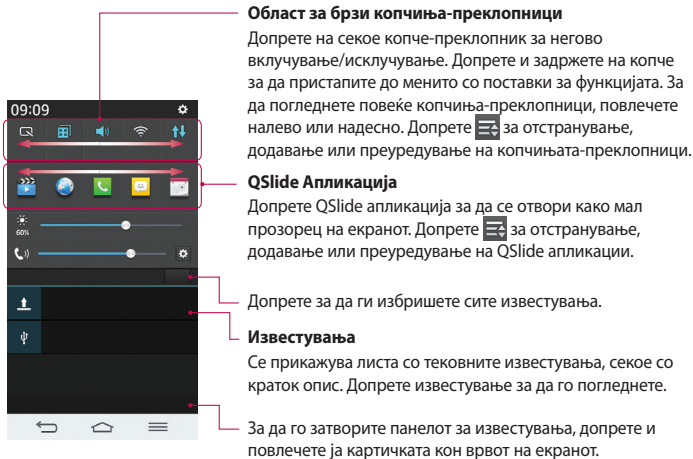 Област за брзи копчиња-преклопници
Допрете на секое копче-преклопник за негово
вклучување/исклучување. Допрете и задржете на копче
за да пристапите до менито со поставки за функцијата. За
да погледнете повеќе копчиња-преклопници, повлечете
налево или надесно. Допрете за отстранување,
додавање или преуредување на копчињата-преклопници.
09:09
QSlide Апликација
Допрете QSlide апликација за да се отвори како мал
прозорец на екранот. Допрете за отстранување,
додавање или преуредување на QSlide апликации.
60%
Допрете за да ги избришете сите известувања.
Известувања
Се прикажува листа со тековните известувања, секое со
краток опис. Допрете известување за да го погледнете.
За да го затворите панелот за известувања, допрете и
повлечете ја картичката кон врвот на екранот.